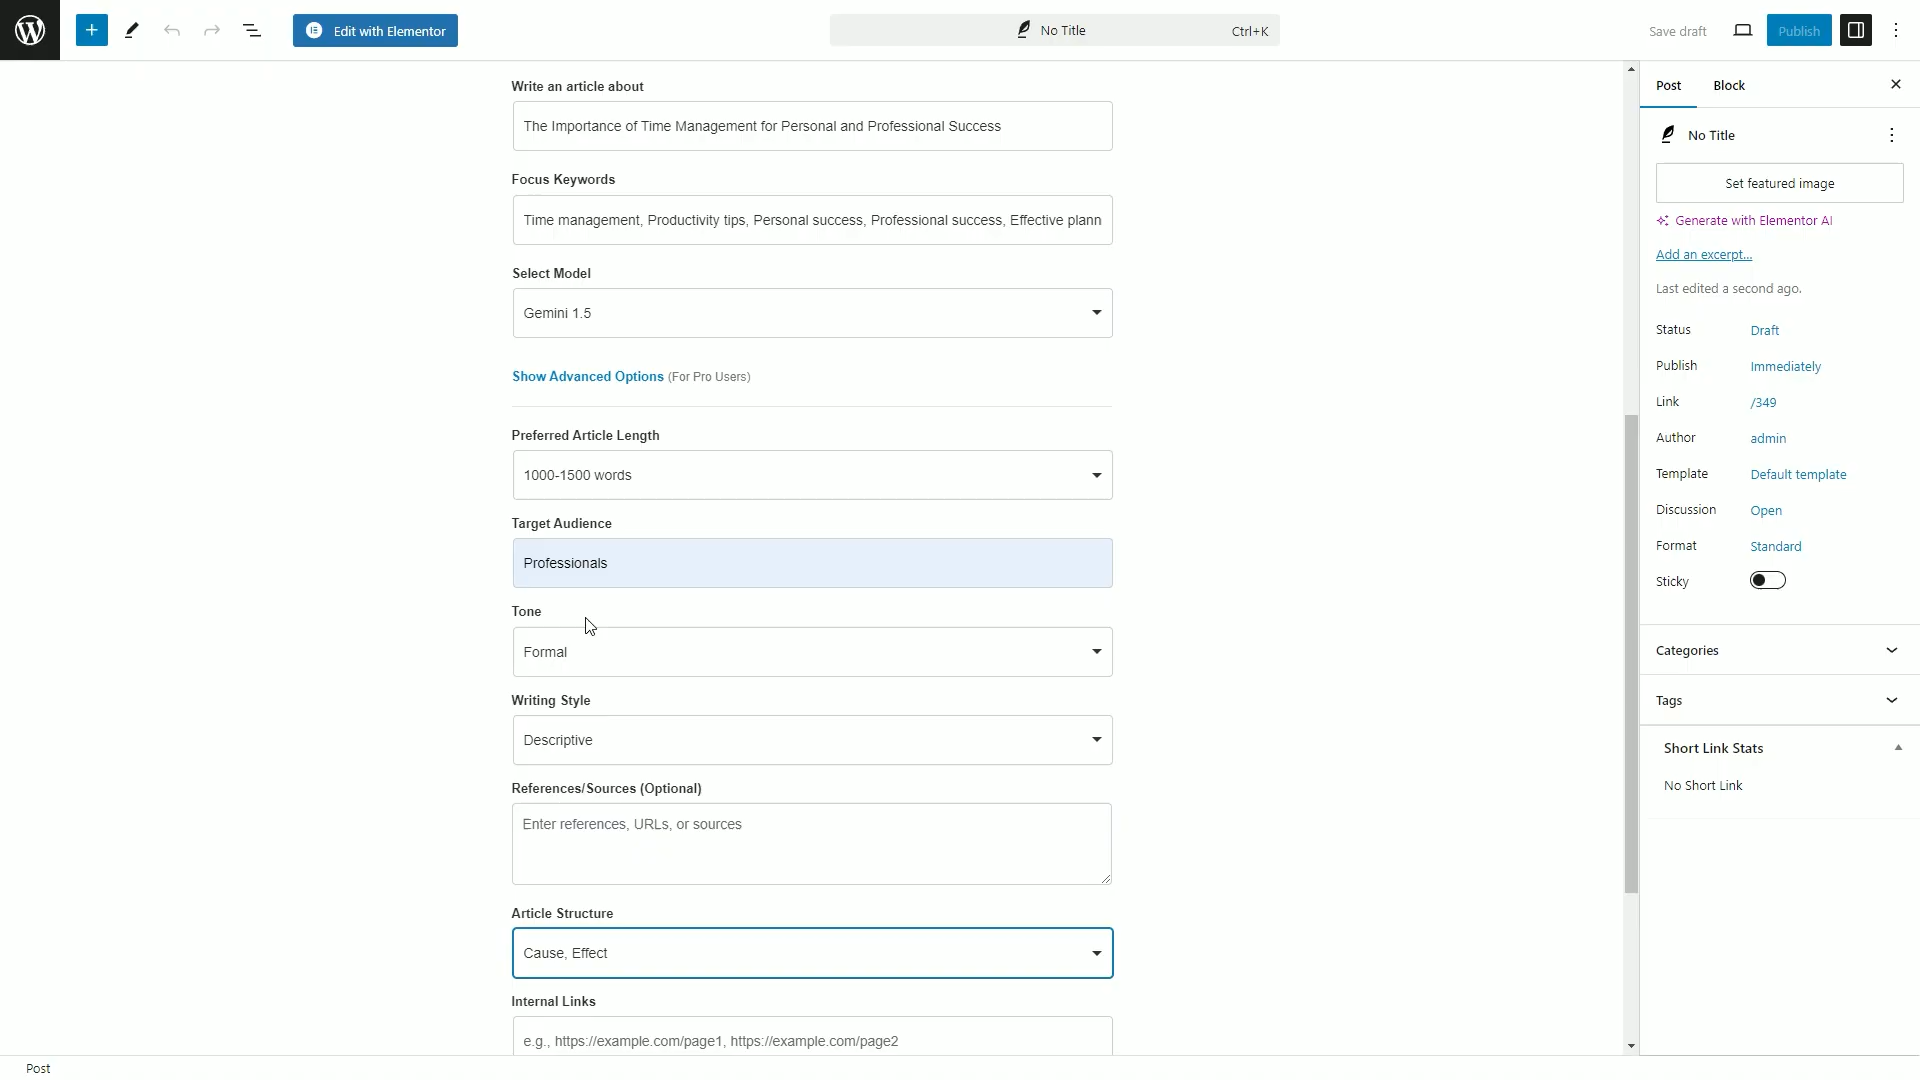 Edit with Elementor
No Title
Ctrl+K
Save draft
Publish
Write an article about
The Importance of Time Management for Personal and Professional Success
Focus Keywords
Time management, Productivity tips, Personal success, Professional success, Effective plann
Select Model
Gemini 1.5
Show Advanced Options (For Pro Users)
Preferred Article Length
1000-1500 words
Target Audience
Professionals
Tone
Formal
Writing Style
Descriptive
References/Sources (Optional)
Enter references, URLs, or sources
Article Structure
Cause, Effect
Internal Links
e.g., https://example.com/page1, https://example.com/page2
Post
Block
No Title
Set featured image
Generate with Elementor AI
Add an excerpt...
Last edited a second ago.
Status Draft
Publish Immediately
Link /349
Author admin
Template Default template
Discussion Open
Format Standard
Sticky
Categories
Tags
Short Link Stats
No Short Link
Post